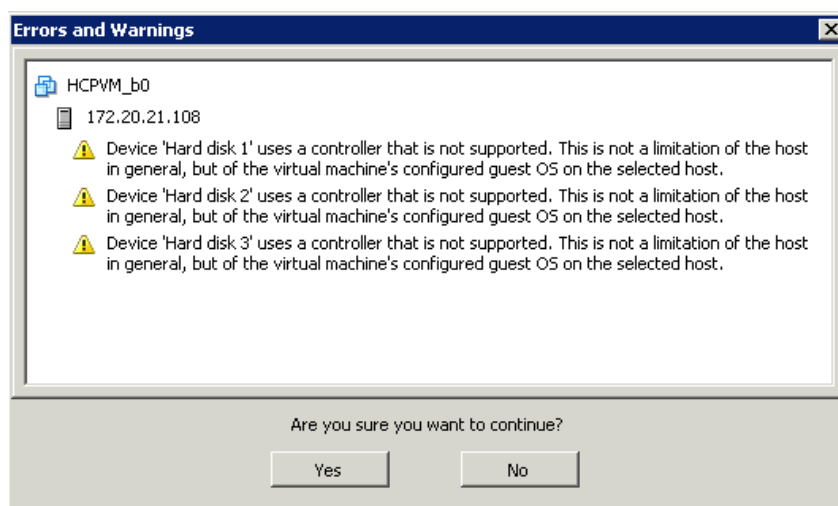 Errors and Warnings
HCPVM_b0
172.20.21.108
Device 'Hard disk 1' uses a controller that is not supported. This is not a limitation of the host
in general, but of the virtual machine's configured guest OS on the selected host.
Device 'Hard disk 2' uses a controller that is not supported. This is not a limitation of the host
in general, but of the virtual machine's configured guest OS on the selected host.
Device 'Hard disk 3' uses a controller that is not supported. This is not a limitation of the host
in general, but of the virtual machine's configured guest OS on the selected host.
Are you sure you want to continue?
Yes
No